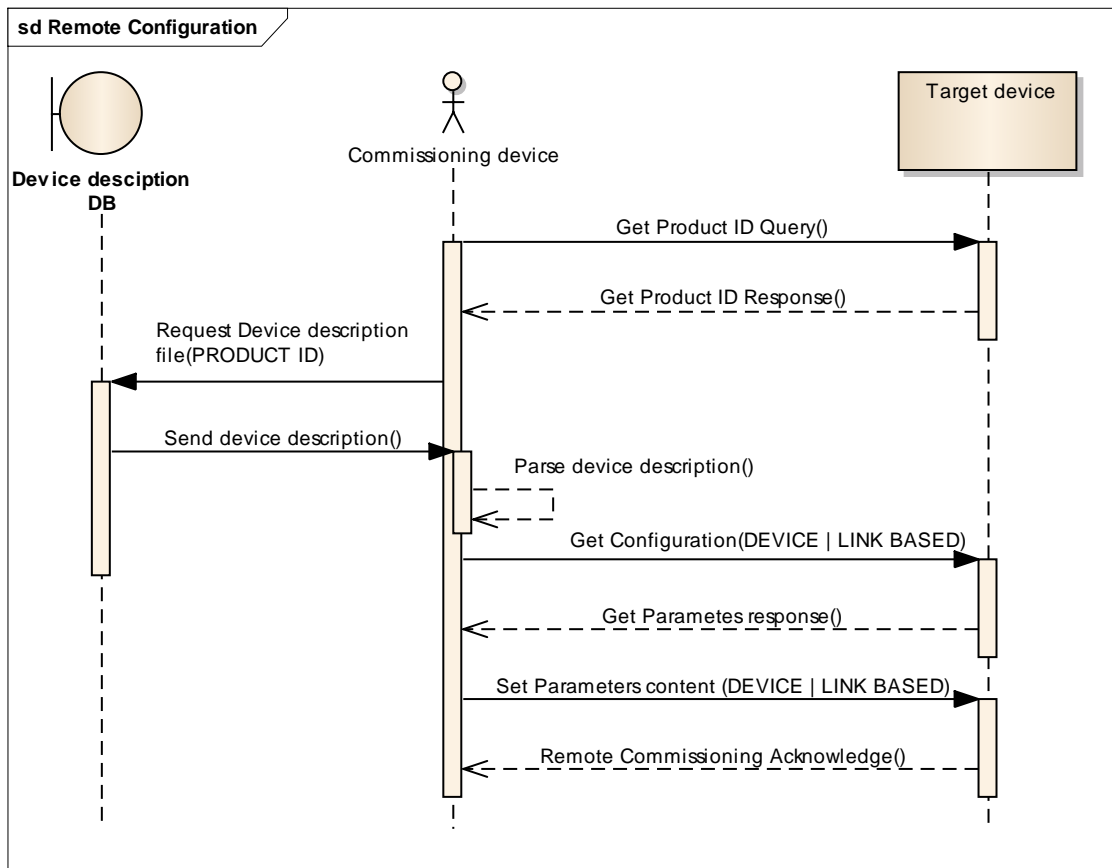 sd Remote Configuration
Device desciption
DB
Commissioning device
Target device
Get Product ID Query()
Get Product ID Response()
Request Device description
file(PRODUCT ID)
Send device description()
Parse device description()
Get Configuration(DEVICE | LINK BASED)
Get Parametes response()
Set Parameters content (DEVICE | LINK BASED)
Remote Commissioning Acknowledge()